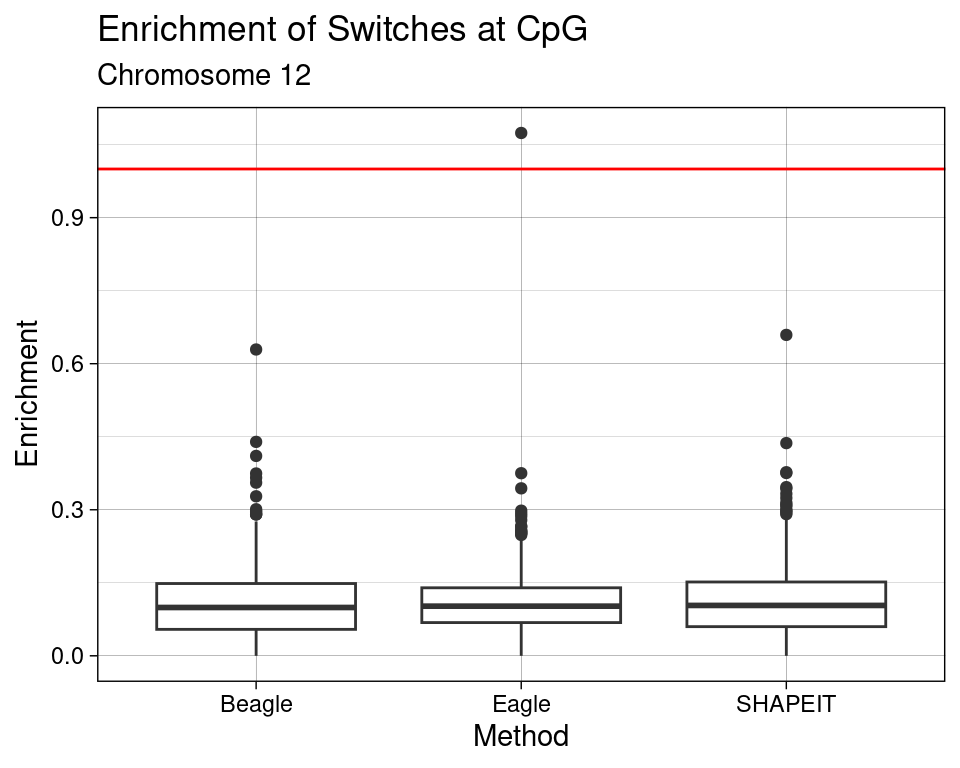 Enrichment of Switches at CpG
Chromosome 12
Enrichment
0.9
0.6
0.3
0.0
Beagle Eagle SHAPEIT
Method